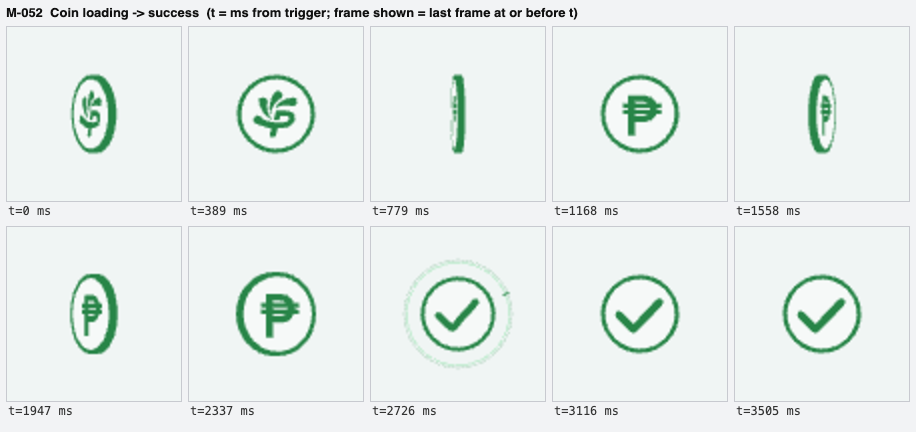 M-052  Coin loading -> success  (t = ms from trigger; frame shown = last frame at or before t)
t=0 ms
t=389 ms
t=779 ms
t=1168 ms
t=1558 ms
t=1947 ms
t=2337 ms
t=2726 ms
t=3116 ms
t=3505 ms